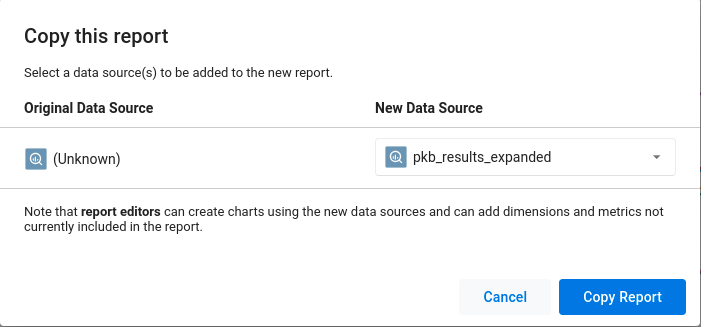 Copy this report
Select a data source(s) to be added to the new report.
Original Data Source New Data Source
(Unknown) pkb_results_expanded
Note that report editors can create charts using the new data sources and can add dimensions and metrics not
currently included in the report.
Cancel Copy Report